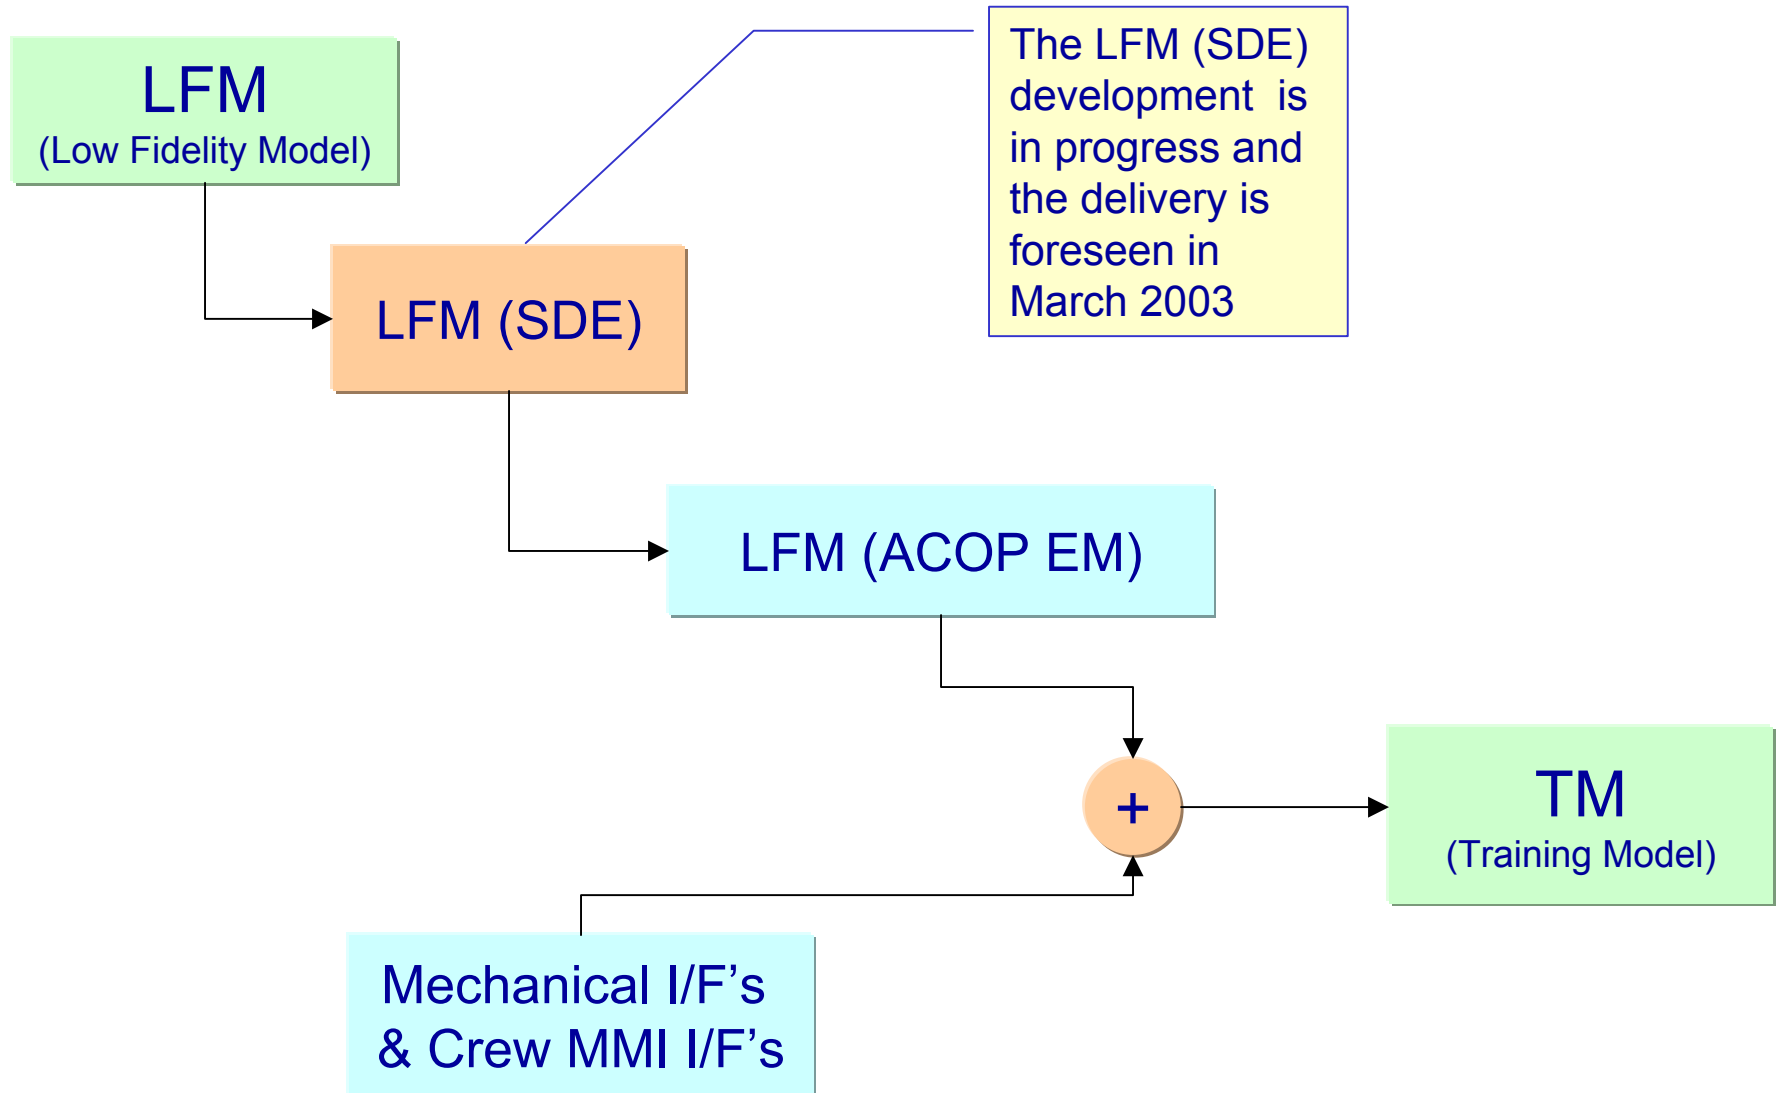 LFM
(Low Fidelity Model)
The LFM (SDE)
development is
in progress and
the delivery is
foreseen in
March 2003
LFM (SDE)
LFM (ACOP EM)
+
TM
(Training Model)
Mechanical I/F’s
& Crew MMI I/F’s